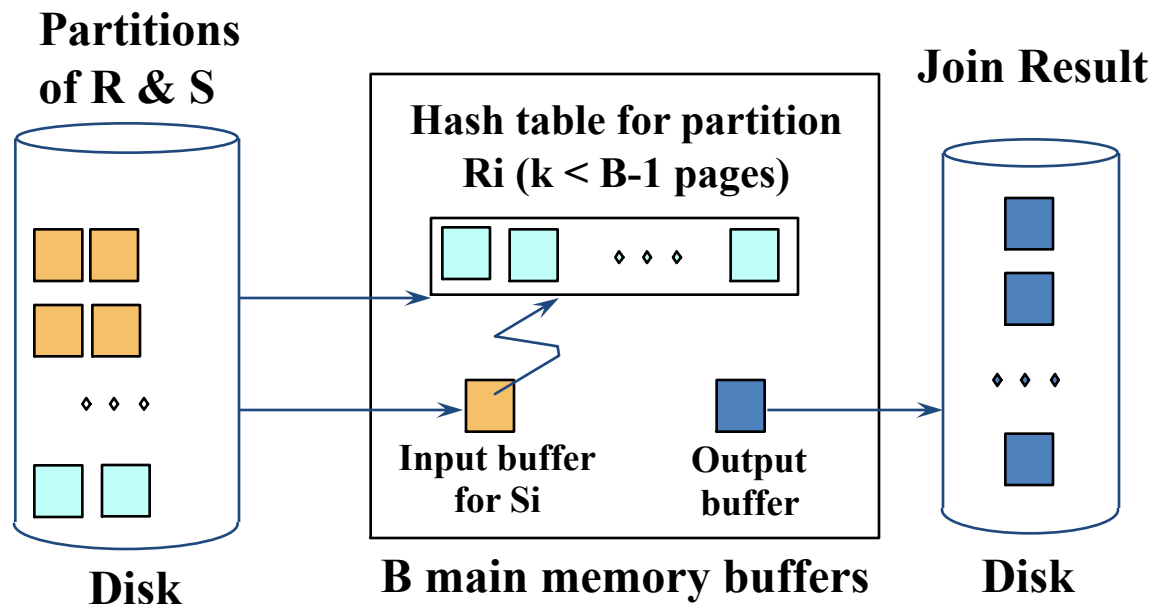 Partitions
of R & S
Join Result
Hash table for partition
Ri (k < B-1 pages)
Input buffer
for Si
Output
buffer
Disk
B main memory buffers
Disk